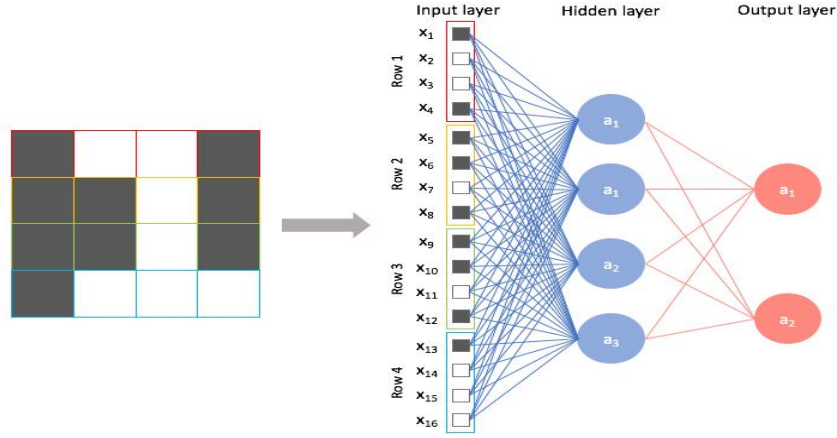 Input layer
Hidden layer
Output layer
Row 1
x1
x2
x3
x4
Row 2
x5
x6
x7
x8
Row 3
x9
x10
x11
x12
Row 4
x13
x14
x15
x16
a1
a1
a2
a3
a1
a2